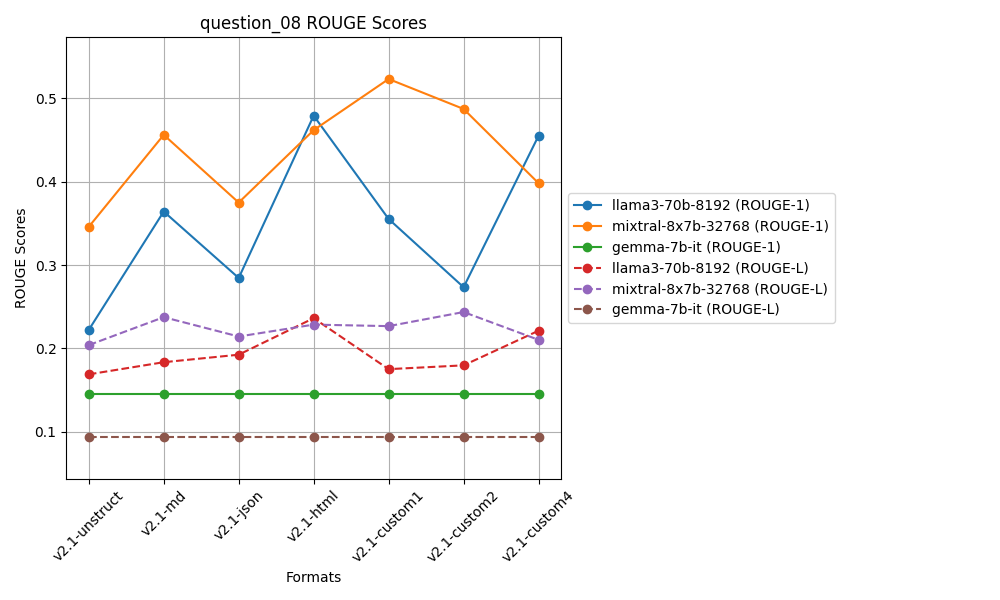 question_08 ROUGE Scores
ROUGE Scores
0.5
0.4
0.3
0.2
0.1
v2.1-unstruct
v2.1-md
v2.1-json
v2.1-html
v2.1-custom1
v2.1-custom2
v2.1-custom4
Formats
llama3-70b-8192 (ROUGE-1)
mixtral-8x7b-32768 (ROUGE-1)
gemma-7b-it (ROUGE-1)
llama3-70b-8192 (ROUGE-L)
mixtral-8x7b-32768 (ROUGE-L)
gemma-7b-it (ROUGE-L)